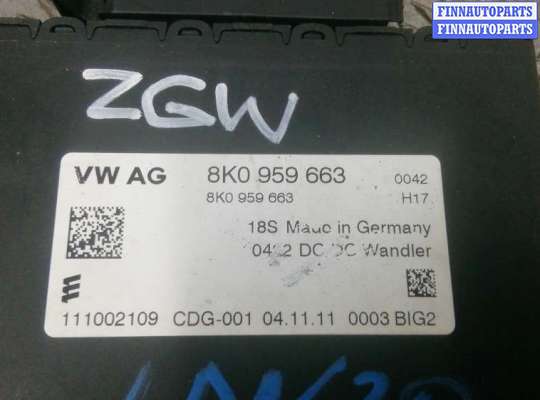 FINNAUTOPARTS
FINNAUTOPARTS
ZGW
VW AG 8K0 959 663 0042
8K0 959 663 H17
18S Made in Germany
DC/DC Wandler
111002109 CDG-001 04.11.11 0003 BIG2